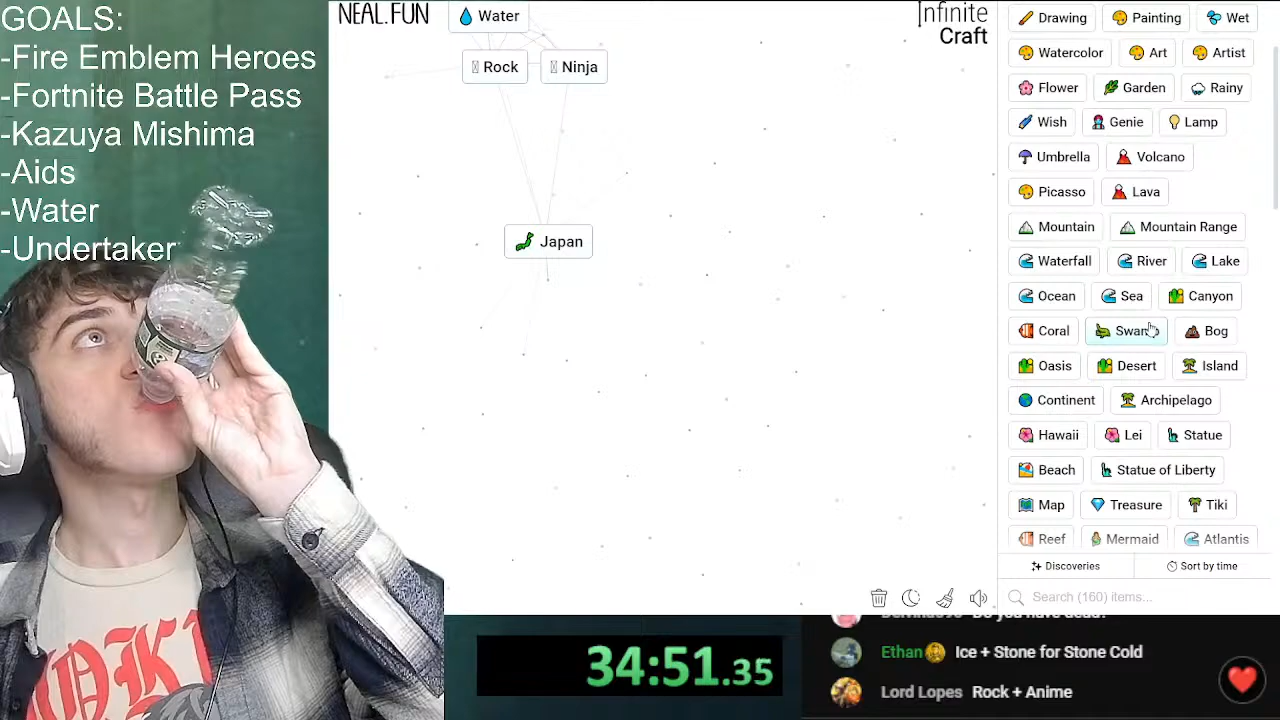 GOALS:
-Fire Emblem Heroes
-Fortnite Battle Pass
-Kazuya Mishima
-Aids
-Water
-Undertaker
NEAL.FUN
Water
Rock
Ninja
Japan
Infinite
Craft
Drawing
Painting
Wet
Watercolor
Art
Artist
Flower
Garden
Rainy
Wish
Genie
Lamp
Umbrella
Volcano
Picasso
Lava
Mountain
Mountain Range
Waterfall
River
Lake
Ocean
Sea
Canyon
Coral
Bog
Oasis
Desert
Island
Continent
Archipelago
Hawaii
Lei
Statue
Beach
Statue of Liberty
Map
Treasure
Tiki
Reef
Mermaid
Atlantis
Discoveries
Sort by time
Search (160) items...
34:51.35
Ethan Ice + Stone for Stone Cold
Lord Lopes Rock + Anime